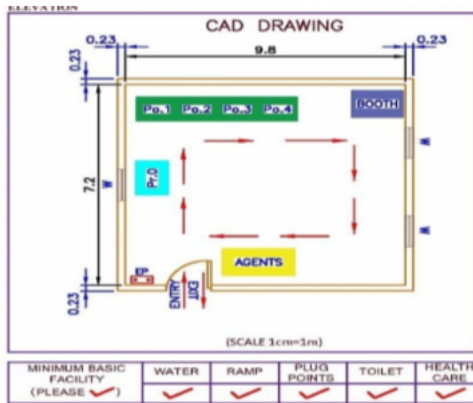 ELEVATION
CAD DRAWING
0.23
9.8
0.23
0.23
Po.1 Po.2 Po.3 Po.4
BOOTH
W
7.2
W
Pr.O
W
AGENTS
EP
0.23
ENTRY
EXIT
(SCALE 1cm=1m)
MINIMUM BASIC FACILITY (PLEASE ✓)
WATER
RAMP
PLUG POINTS
TOILET
HEALTH CARE
✓ ✓ ✓ ✓ ✓